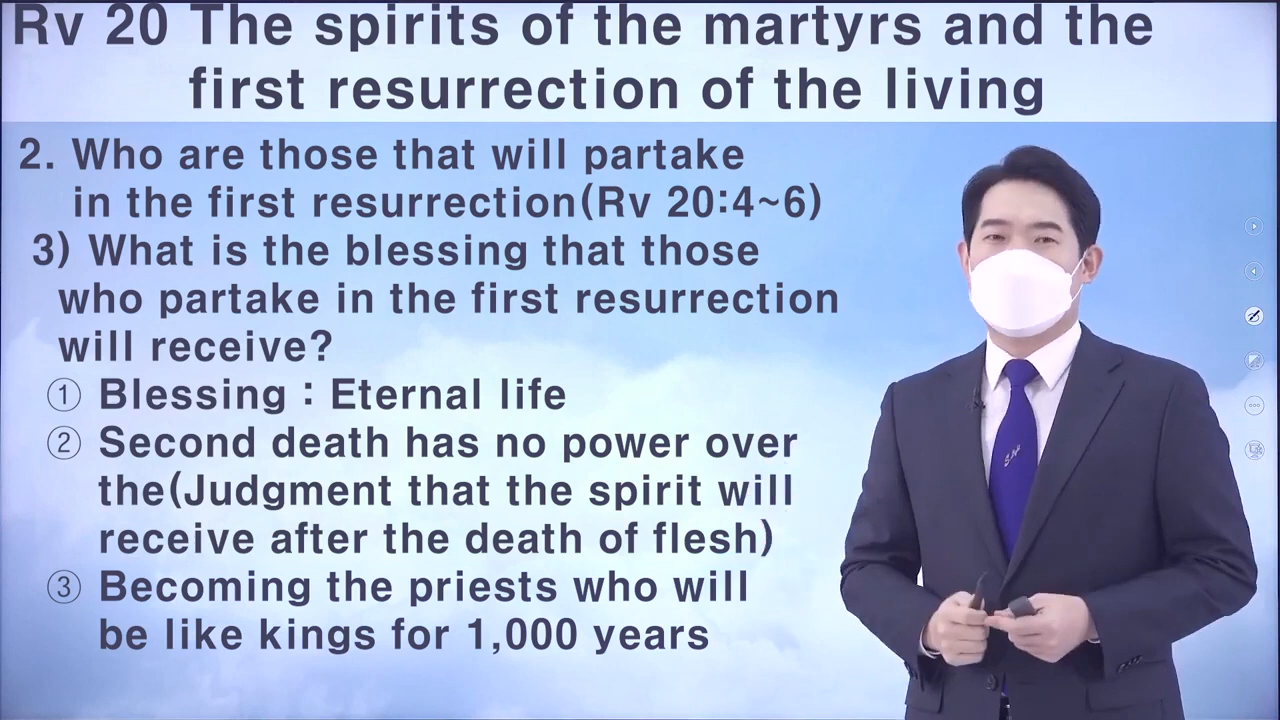 Rv 20 The spirits of the martyrs and the
first resurrection of the living
2. Who are those that will partake
in the first resurrection(Rv 20:4~6)
3) What is the blessing that those
who partake in the first resurrection
will receive?
① Blessing : Eternal life
② Second death has no power over
the(Judgment that the spirit will
receive after the death of flesh)
③ Becoming the priests who will
be like kings for 1,000 years